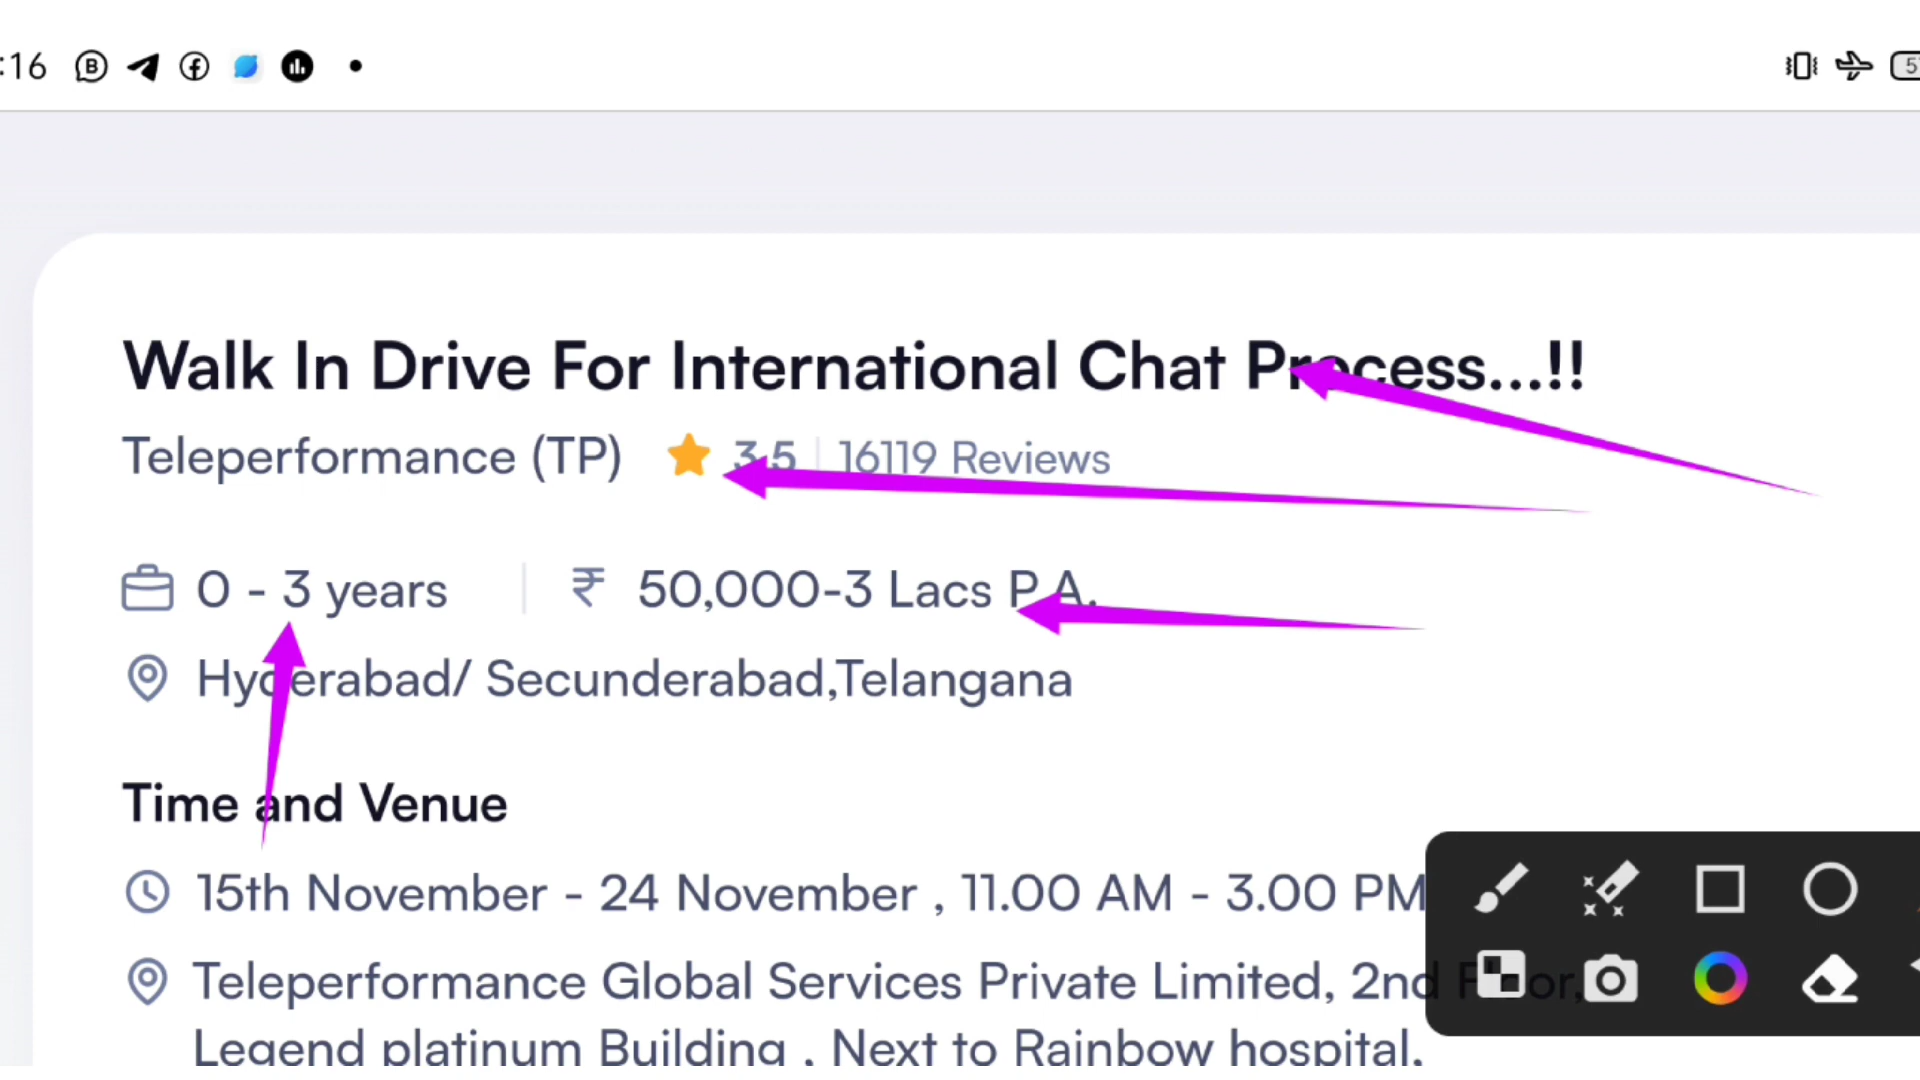 :16
Walk In Drive For International Chat Process...!!
Teleperformance (TP) 3.5 16119 Reviews
0 - 3 years ₹ 50,000-3 Lacs P.A.
Hyderabad/ Secunderabad,Telangana
Time and Venue
15th November - 24 November , 11.00 AM - 3.00 PM
Teleperformance Global Services Private Limited, 2nd Floor,
Legend platinum Building , Next to Rainbow hospital,